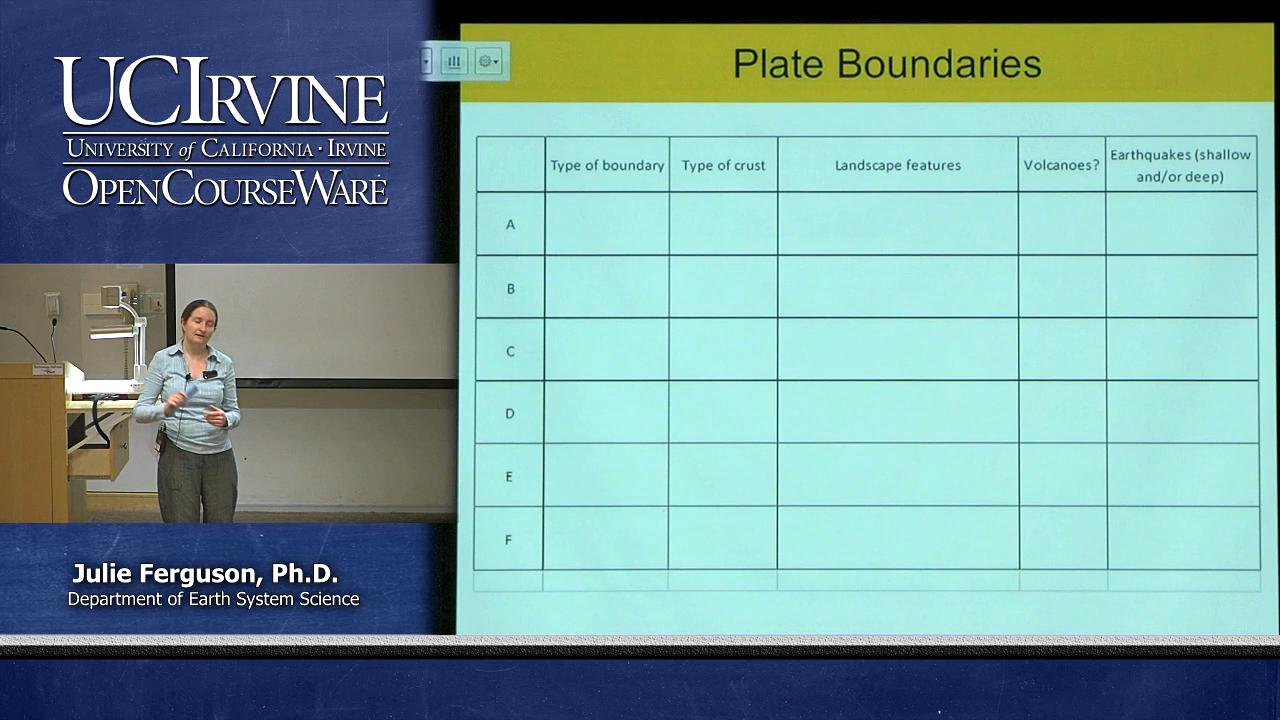 UCIRVINE
UNIVERSITY of CALIFORNIA · IRVINE
OPENCOURSEWARE
Julie Ferguson, Ph.D.
Department of Earth System Science
Plate Boundaries
Type of boundary
Type of crust
Landscape features
Volcanoes?
Earthquakes (shallow
and/or deep)
A
B
C
D
E
F